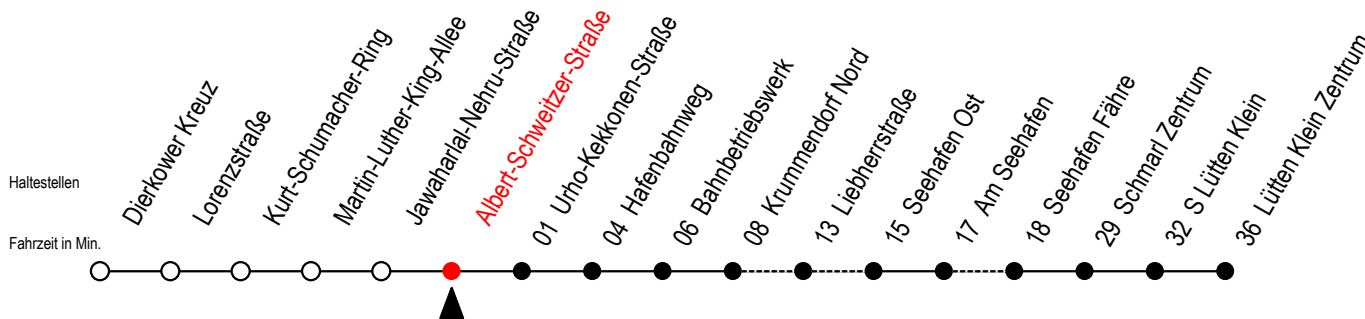 Haltestellen
Fahrzeit in Min.
Dierkower Kreuz
Lorenzstraße
Kurt-Schumacher-Ring
Martin-Luther-King-Allee
Jawaharlal-Nehru-Straße
Albert-Schweitzer-Straße
01 Urho-Kekkonen-Straße
04 Hafenbahnweg
06 Bahnbetriebswerk
08 Krummendorf Nord
13 Liebherrstraße
15 Seehafen Ost
17 Am Seehafen
18 Seehafen Fähre
29 Schmarl Zentrum
32 S Lütten Klein
36 Lütten Klein Zentrum